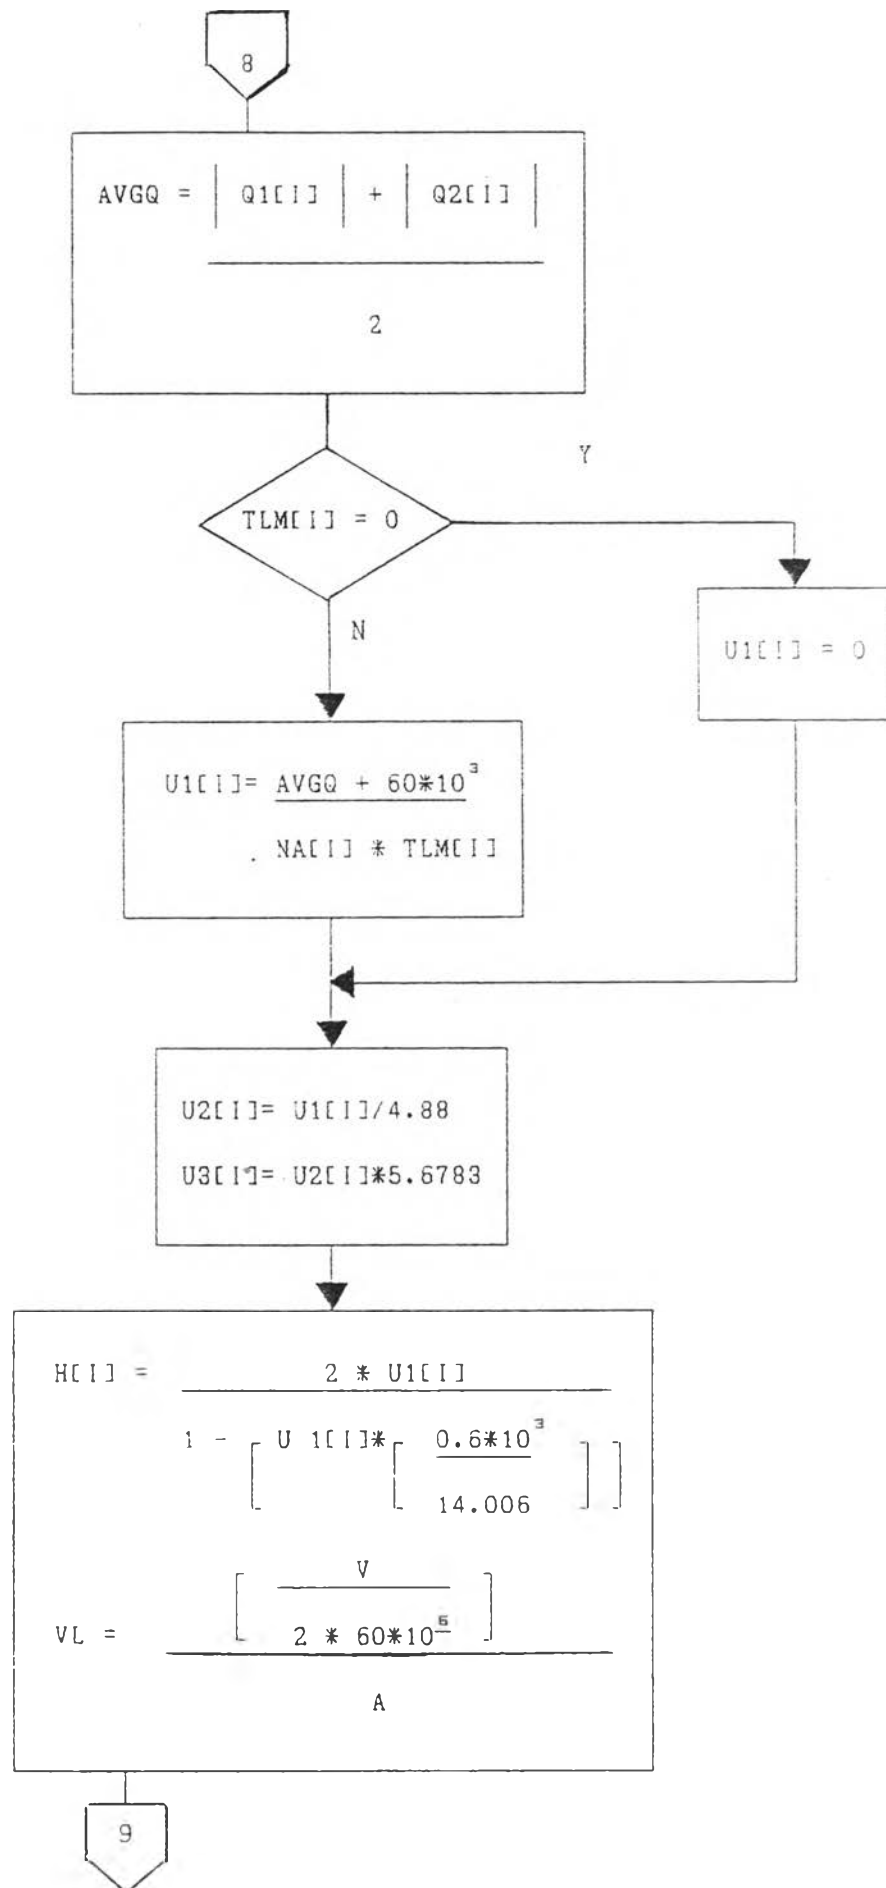 8
AVGQ = | Q1[I] | + | Q2[I] |
2
Y
TLM[I] = 0
N
U1[I] = 0
U1[I]= AVGQ + 60*10³
. NA[I] * TLM[I]
U2[I]= U1[I]/4.88
U3[I]= U2[I]*5.6783
H[I] = 2 * U1[I]
1 - [ U 1[I]* [ 0.6*10³
14.006 ] ]
[ V
VL = 2 * 60*10⁶ ]
A
9